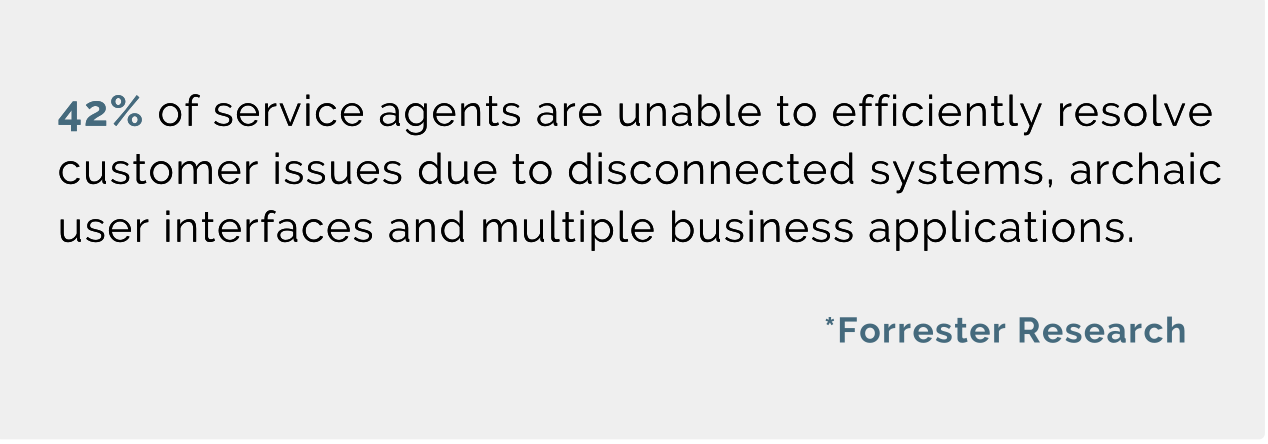 42% of service agents are unable to efficiently resolve
customer issues due to disconnected systems, archaic
user interfaces and multiple business applications.
*Forrester Research